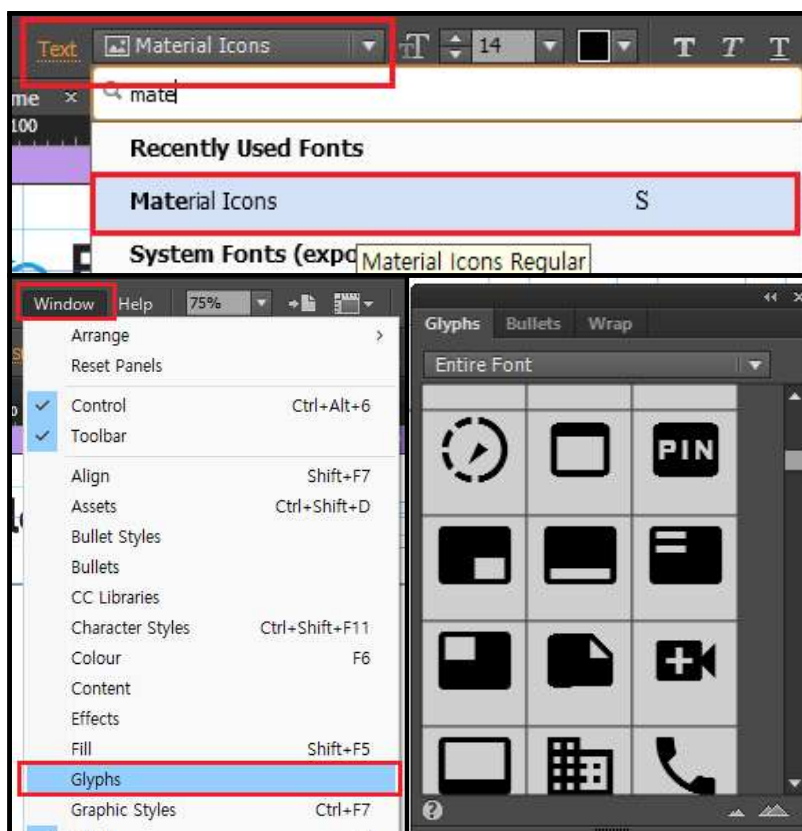 Text Material Icons 14 T T T
me × mate
100
Recently Used Fonts
Material Icons S
System Fonts (expo
Material Icons Regular
Window Help 75%
Arrange >
Reset Panels
Control Ctrl+Alt+6
Toolbar
Align Shift+F7
Assets Ctrl+Shift+D
Bullet Styles
Bullets
CC Libraries
Character Styles Ctrl+Shift+F11
Colour F6
Content
Effects
Fill Shift+F5
Glyphs
Graphic Styles Ctrl+F7
Glyphs Bullets Wrap
Entire Font
PIN